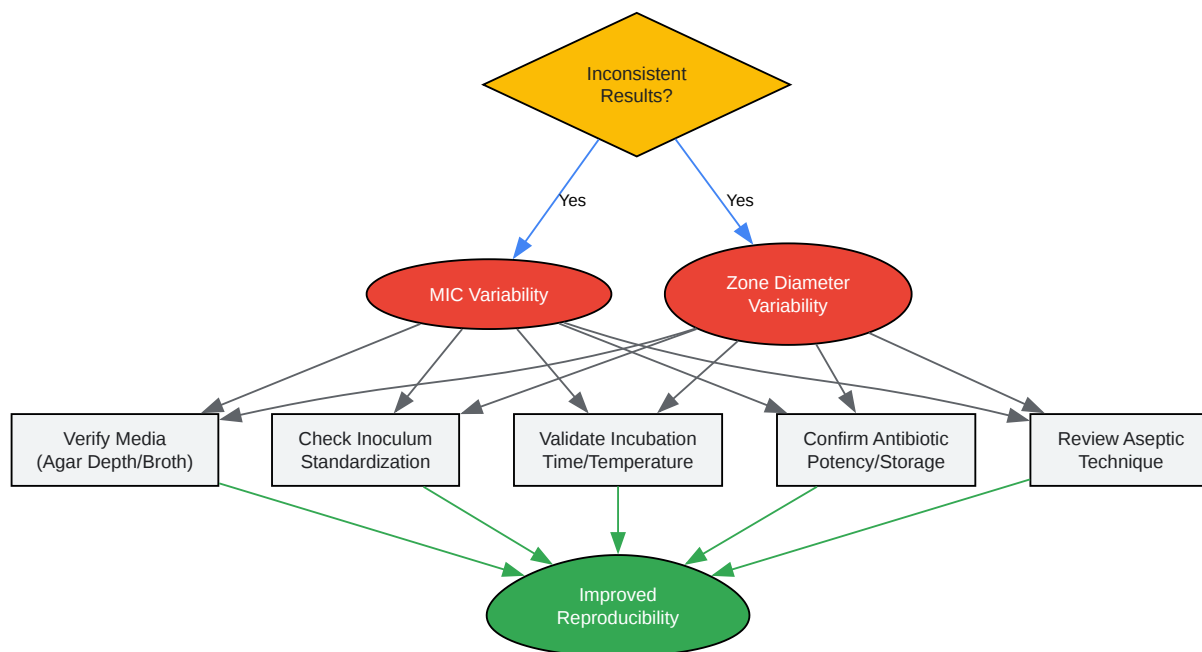 Inconsistent
Results?
Yes
Yes
MIC Variability
Zone Diameter
Variability
Verify Media
(Agar Depth/Broth)
Check Inoculum
Standardization
Validate Incubation
Time/Temperature
Confirm Antibiotic
Potency/Storage
Review Aseptic
Technique
Improved
Reproducibility